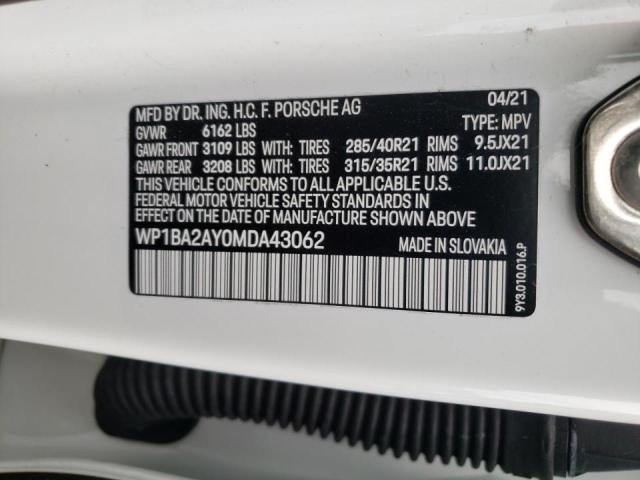 MFD BY DR. ING. H.C. F. PORSCHE AG 04/21
GVWR 6162 LBS TYPE: MPV
GAWR FRONT 3109 LBS WITH: TIRES 285/40R21 RIMS 9.5JX21
GAWR REAR 3208 LBS WITH: TIRES 315/35R21 RIMS 11.0JX21
THIS VEHICLE CONFORMS TO ALL APPLICABLE U.S.
FEDERAL MOTOR VEHICLE SAFETY STANDARDS IN
EFFECT ON THE DATE OF MANUFACTURE SHOWN ABOVE
WP1BA2AY0MDA43062 MADE IN SLOVAKIA
9Y3.010.016.P